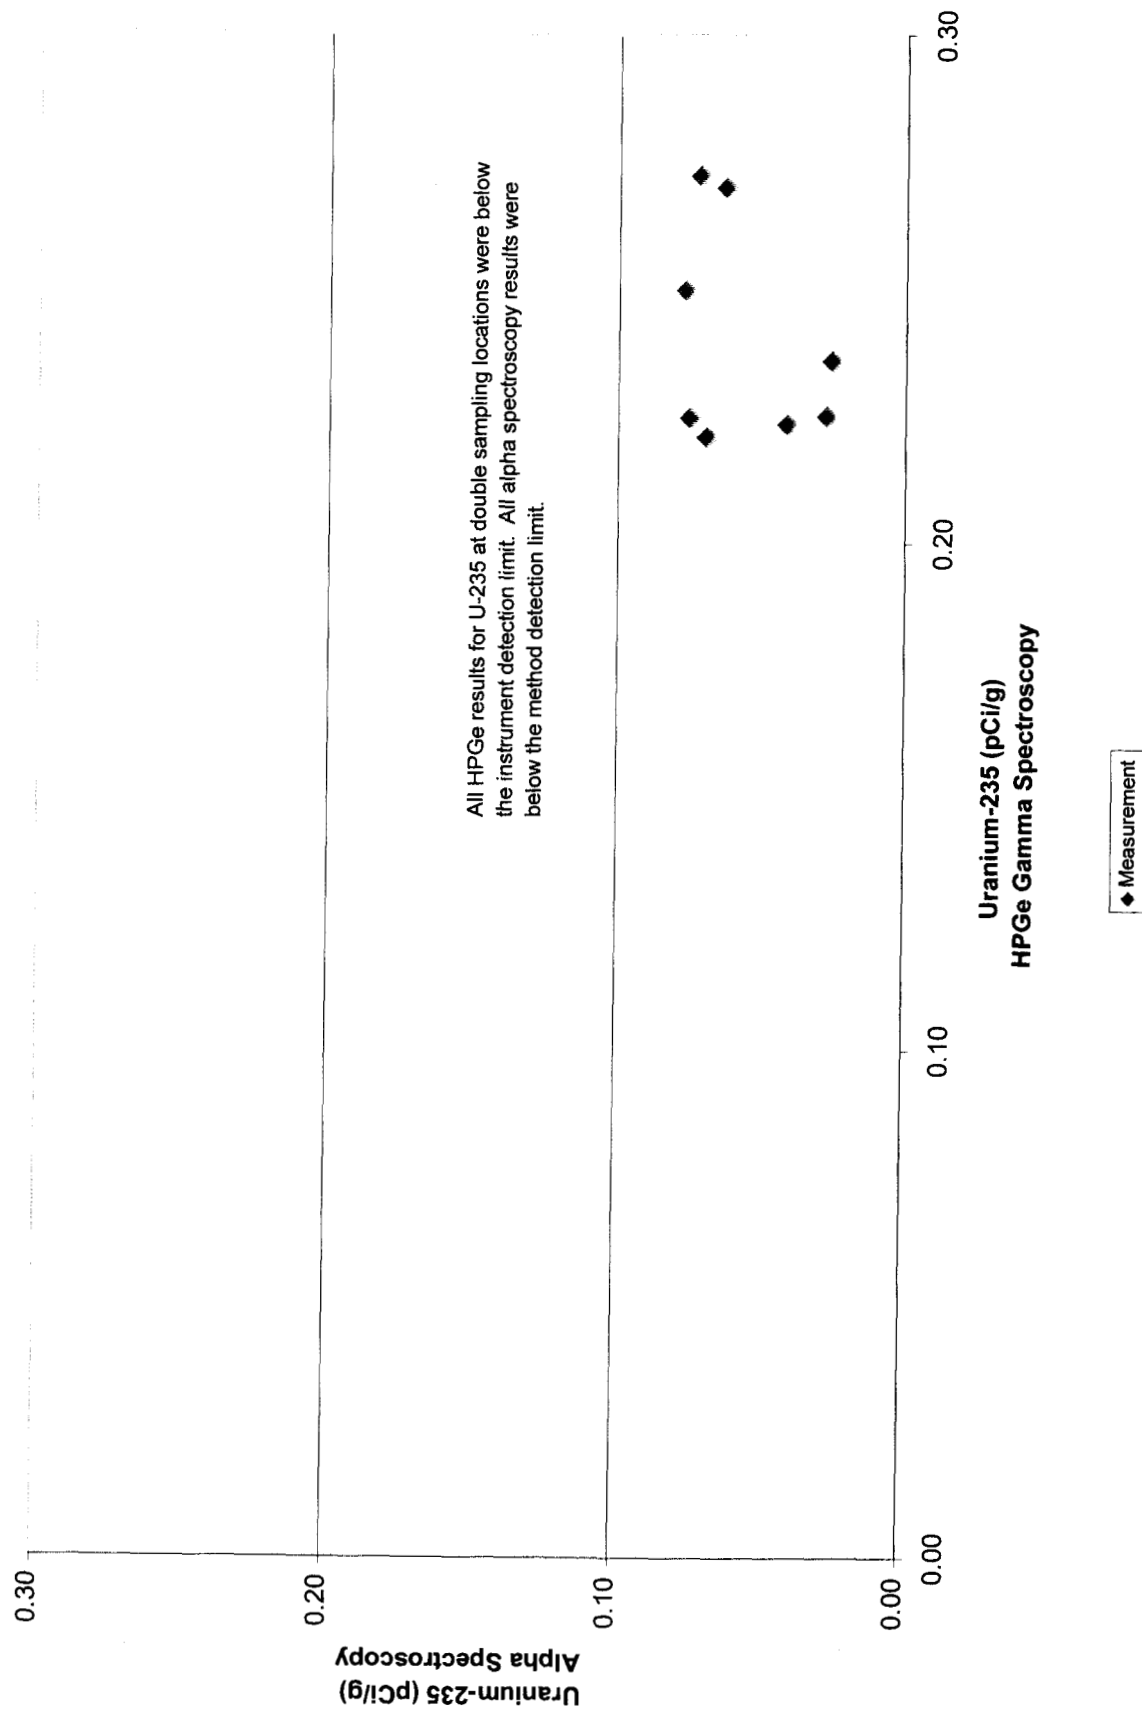 0.30
0.20
0.10
0.00
Uranium-235 (pCi/g)
Alpha Spectroscopy
All HPGe results for U-235 at double sampling locations were below
the instrument detection limit. All alpha spectroscopy results were
below the method detection limit.
0.00
0.10
0.20
0.30
Uranium-235 (pCi/g)
HPGe Gamma Spectroscopy
Measurement